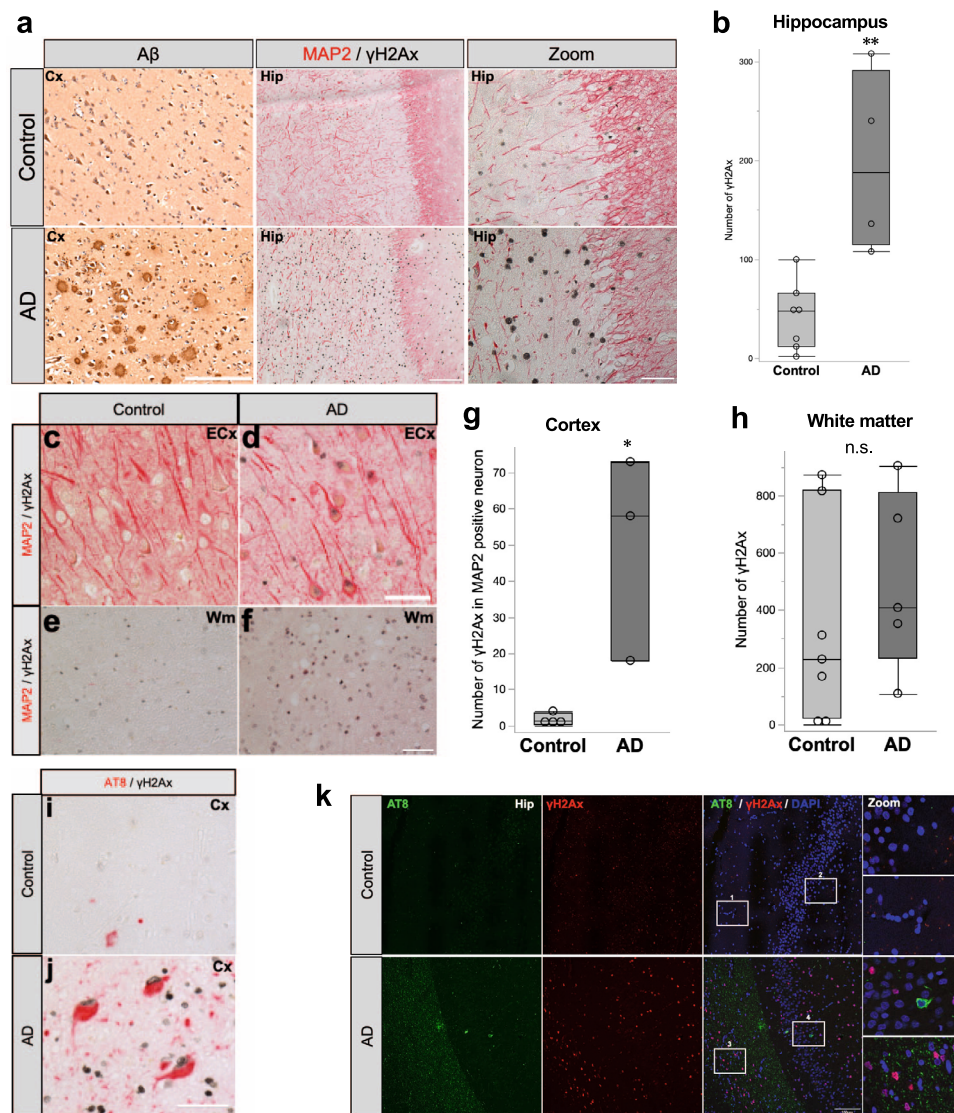 a
Aβ
MAP2 / γH2Ax
Zoom
Control
Cx
Hip
Hip
AD
Cx
Hip
Hip
b
Hippocampus
**
Number of γH2Ax
300
200
100
0
Control
AD
Control
AD
MAP2 / γH2Ax
c
ECx
d
ECx
MAP2 / γH2Ax
e
Wm
f
Wm
g
Cortex
*
Number of γH2Ax in MAP2 positive neuron
70
60
50
40
30
20
10
0
Control
AD
h
White matter
n.s.
Number of γH2Ax
800
600
400
200
0
Control
AD
AT8 / γH2Ax
Control
i
Cx
AD
j
Cx
k
Control
AT8
Hip
γH2Ax
AT8 / γH2Ax / DAPI
Zoom
1
2
AD
3
4